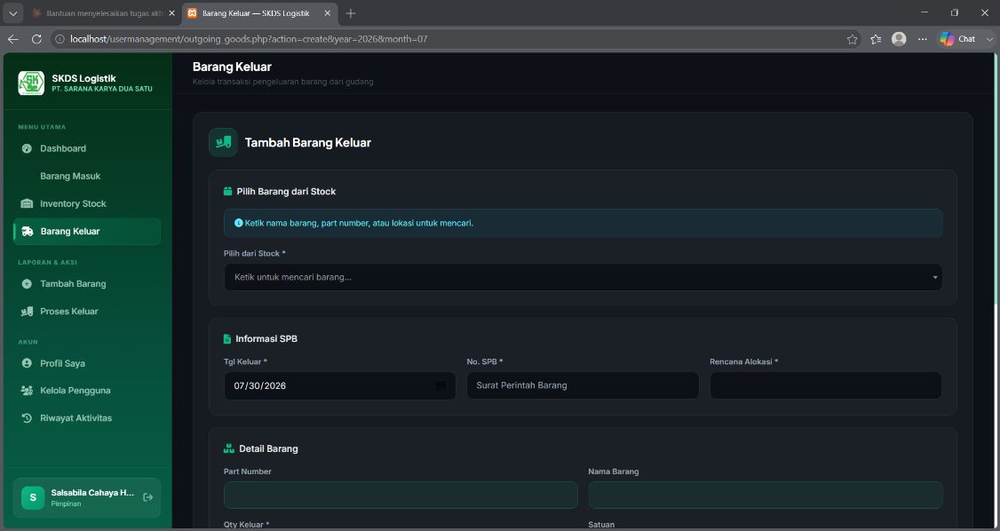 Bantuan menyelesaikan tugas akh
Barang Keluar — SKDS Logistik
localhost/usermanagement/outgoing_goods.php?action=create&year=2026&month=07
Chat
SKDS Logistik
PT. SARANA KARYA DUA SATU
MENU UTAMA
Dashboard
Barang Masuk
Inventory Stock
Barang Keluar
LAPORAN & AKSI
Tambah Barang
Proses Keluar
AKUN
Profil Saya
Kelola Pengguna
Riwayat Aktivitas
S
Salsabila Cahaya H...
Pimpinan
Barang Keluar
Kelola transaksi pengeluaran barang dari gudang
Tambah Barang Keluar
Pilih Barang dari Stock
Ketik nama barang, part number, atau lokasi untuk mencari.
Pilih dari Stock *
Ketik untuk mencari barang...
Informasi SPB
Tgl Keluar *
No. SPB *
Rencana Alokasi *
07/30/2026
Surat Perintah Barang
Detail Barang
Part Number
Nama Barang
Qty Keluar *
Satuan